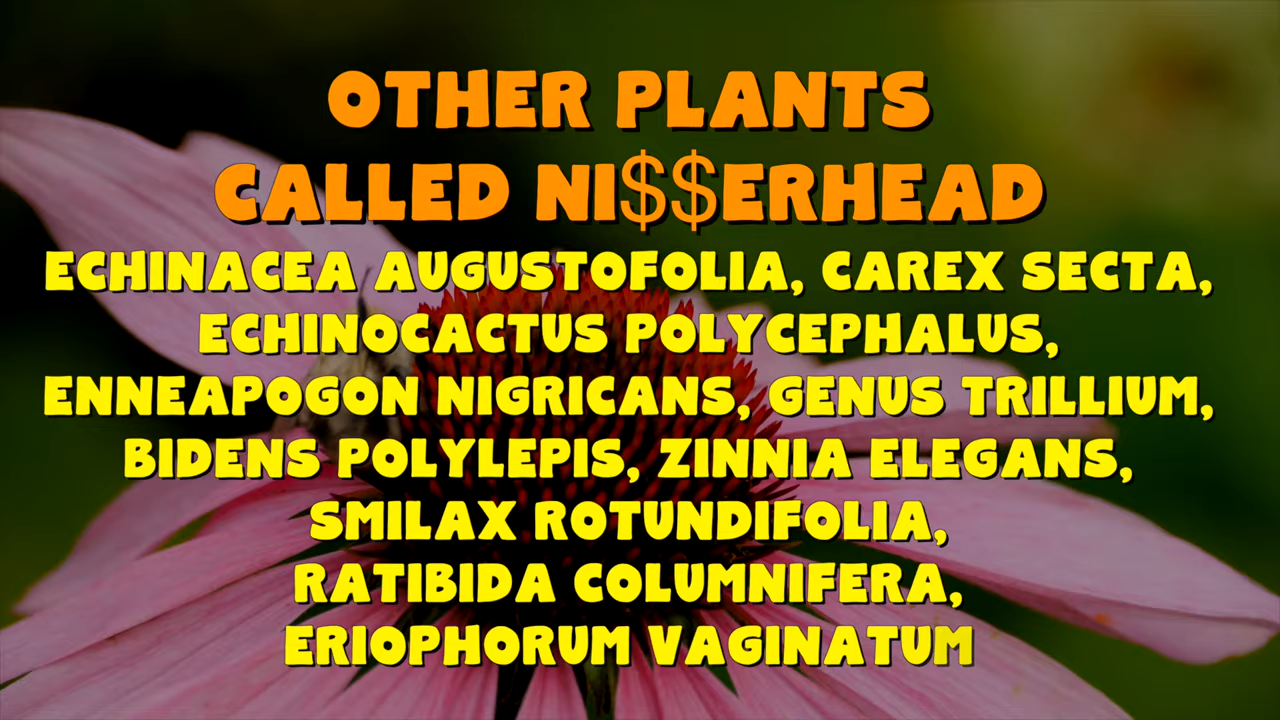 OTHER PLANTS
CALLED NI$$ERHEAD
ECHINACEA AUGUSTOFOLIA, CAREX SECTA,
ECHINOCACTUS POLYCEPHALUS,
ENNEAPOGON NIGRICANS, GENUS TRILLIUM,
BIDENS POLYLEPIS, ZINNIA ELEGANS,
SMILAX ROTUNDIFOLIA,
RATIBIDA COLUMNIFERA,
ERIOPHORUM VAGINATUM